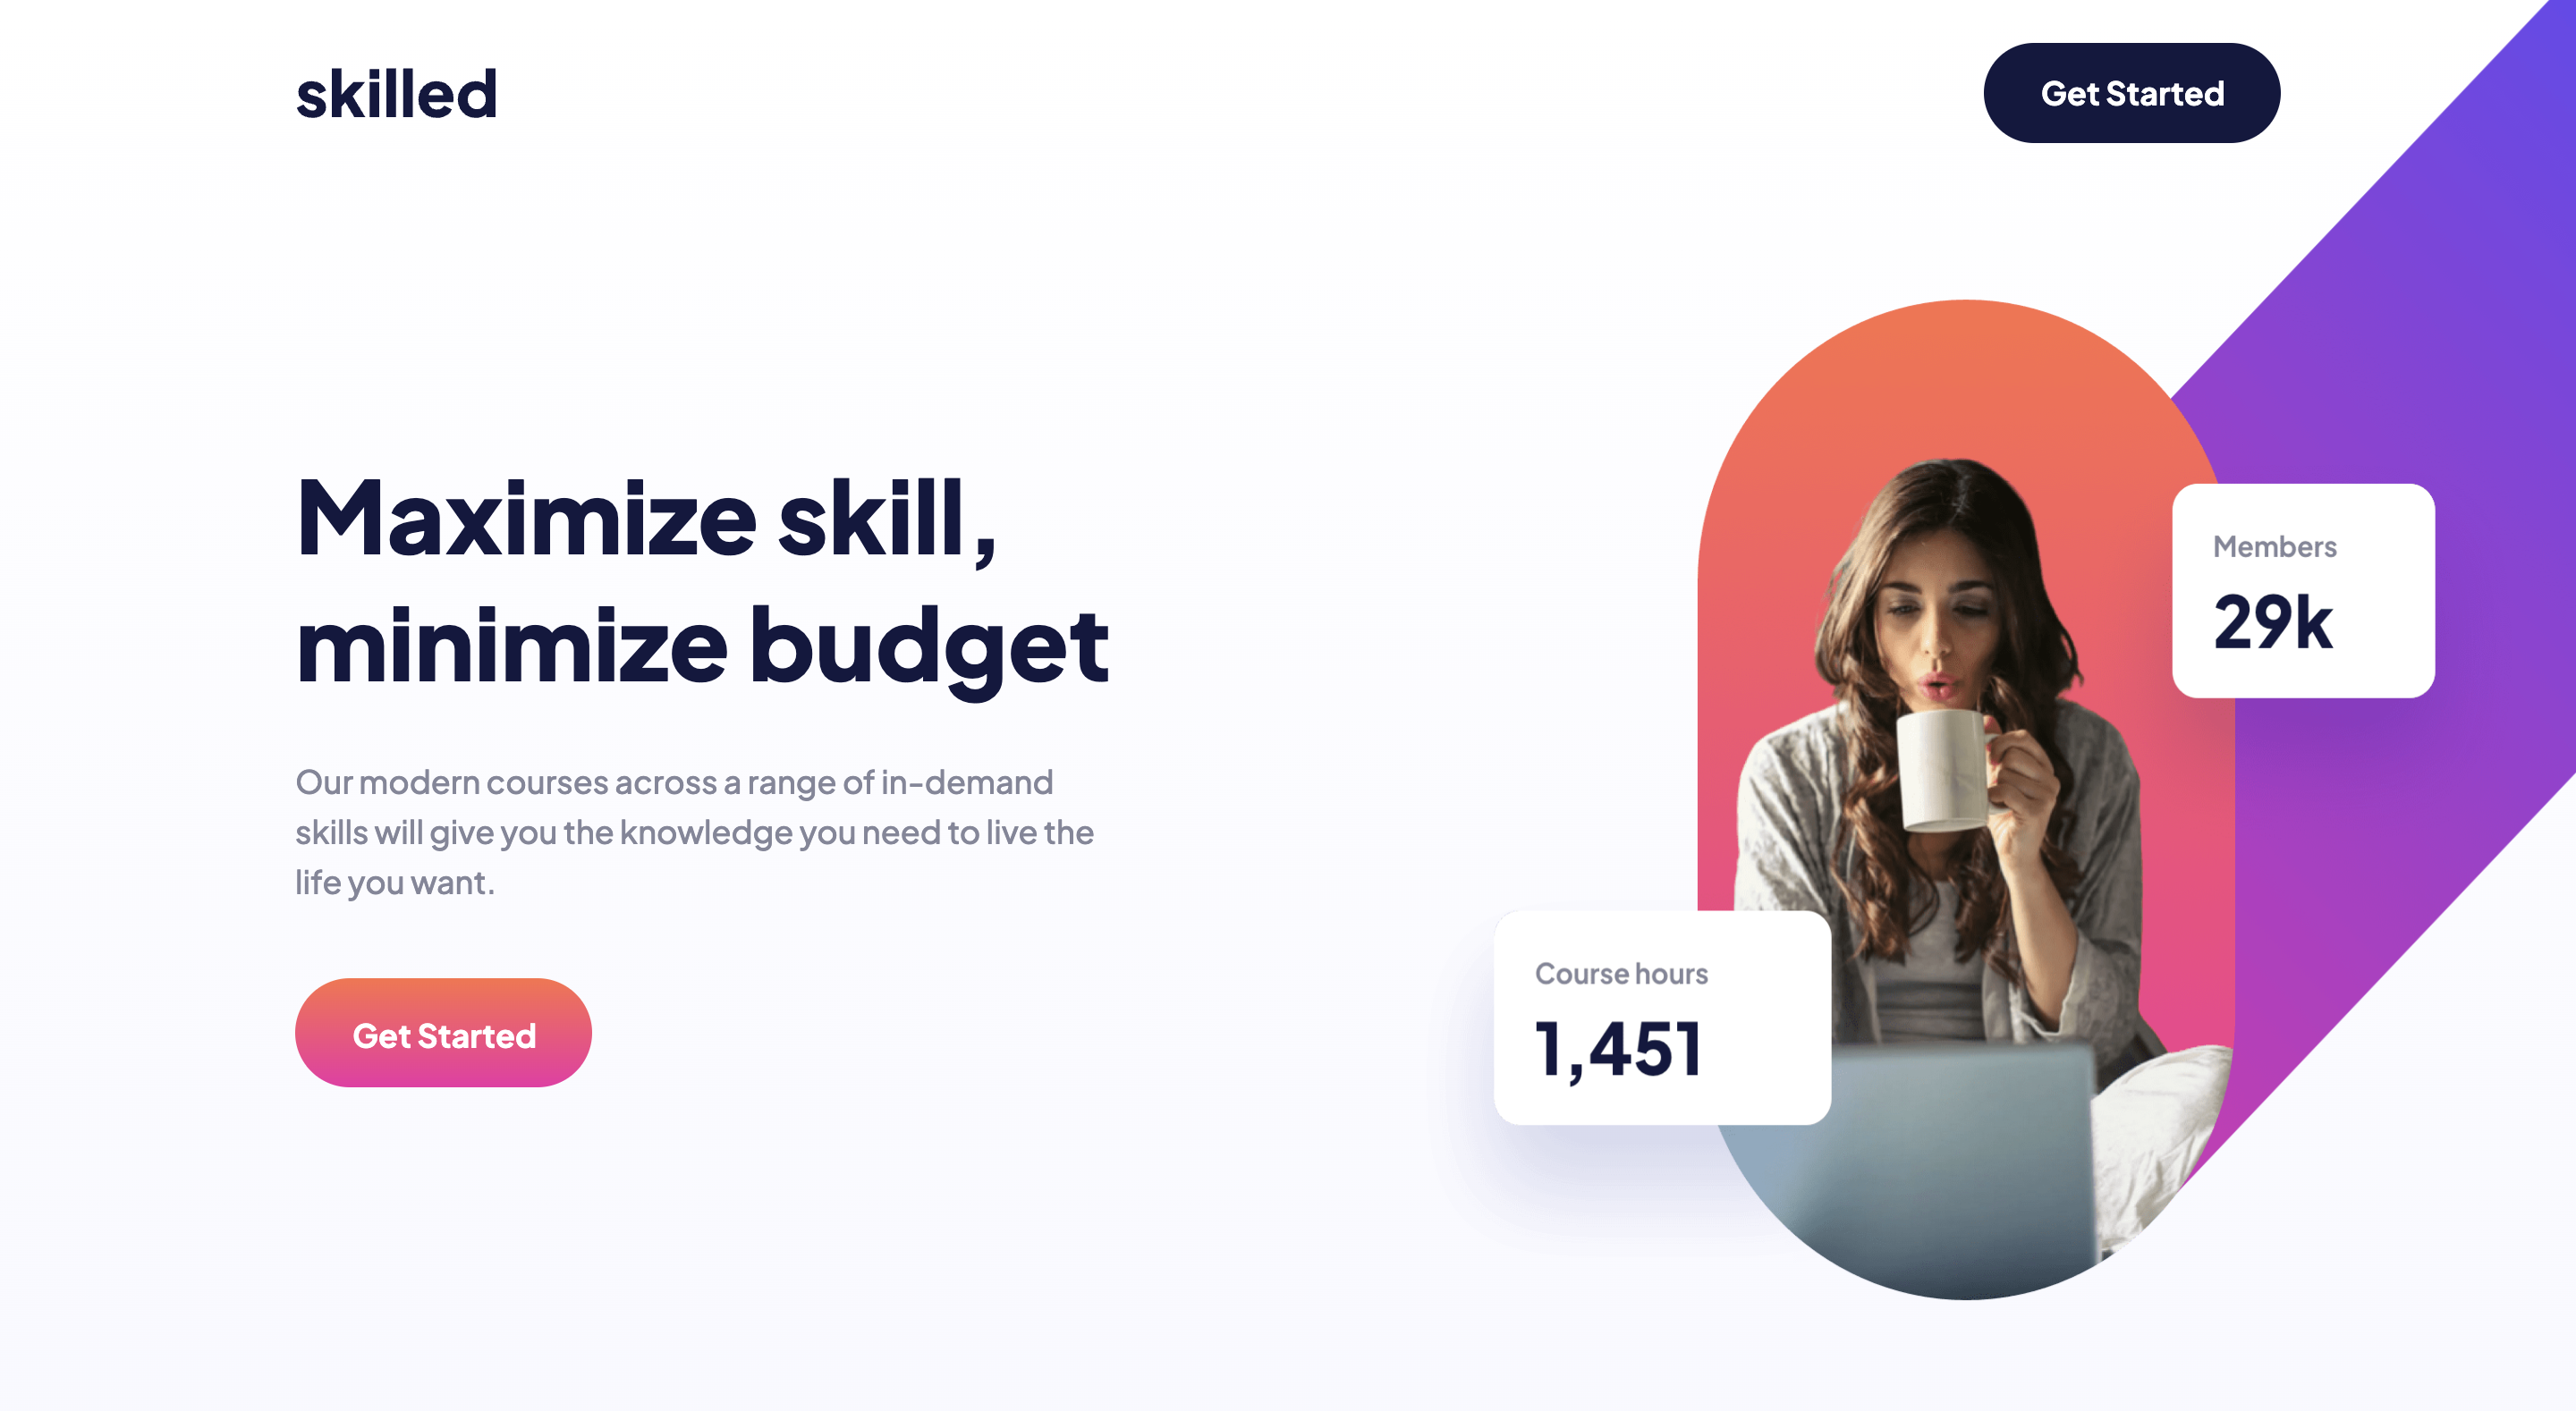 skilled
Get Started
Maximize skill,
minimize budget
Our modern courses across a range of in-demand
skills will give you the knowledge you need to live the
life you want.
Get Started
Members
29k
Course hours
1,451